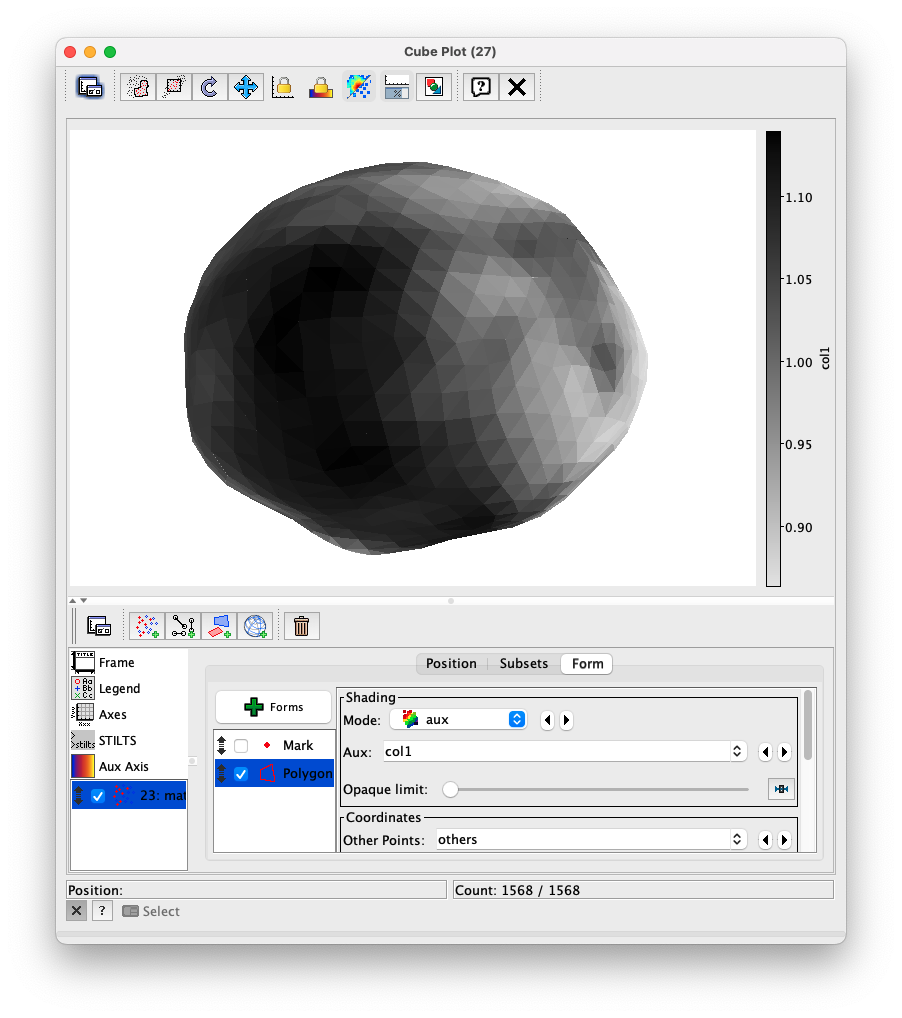 Cube Plot (27)
1.10
1.05
1.00
0.95
0.90
col1
Position Subsets Form
Frame
Legend
Axes
STILTS
Aux Axis
23: mat
Forms
Mark
Polygon
Shading
Mode: aux
Aux: col1
Opaque limit:
Coordinates
Other Points: others
Position:
Count: 1568 / 1568
Select